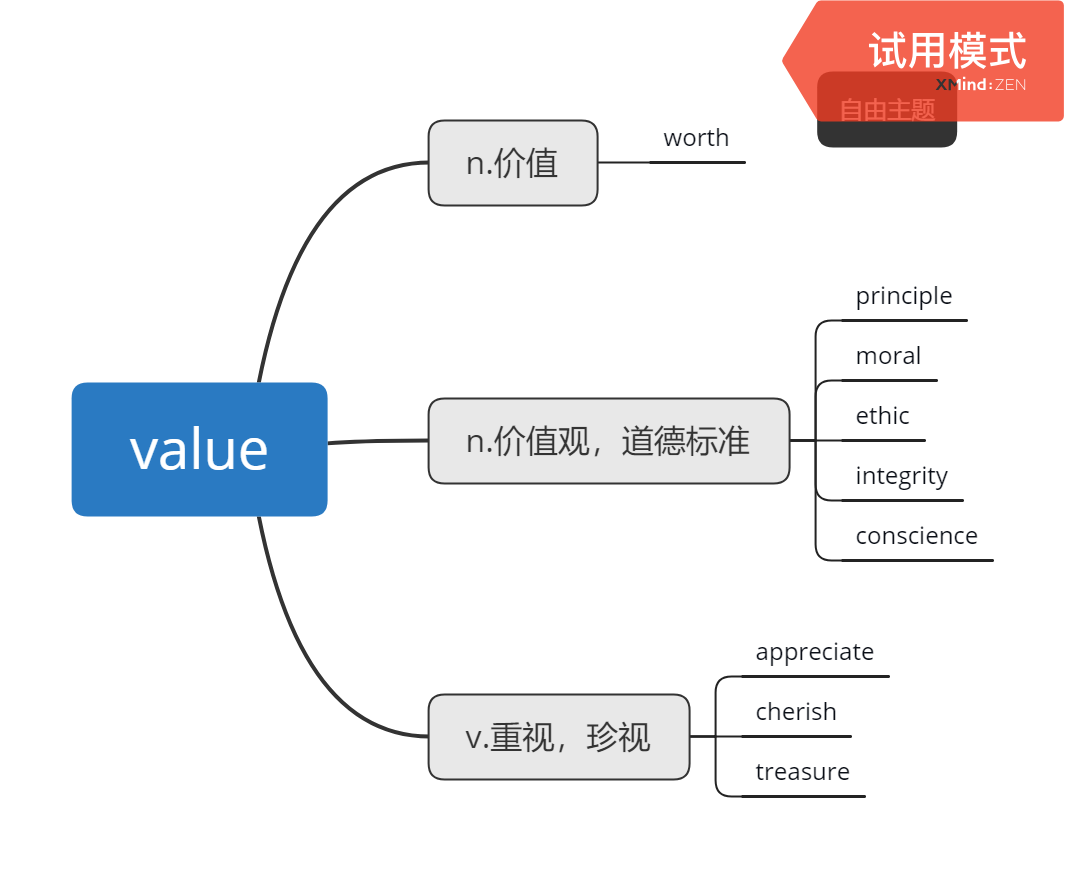 试用模式
XMind:ZEN
自由主题
n.价值
worth
principle
moral
ethic
value
n.价值观，道德标准
integrity
conscience
appreciate
v.重视，珍视
cherish
treasure